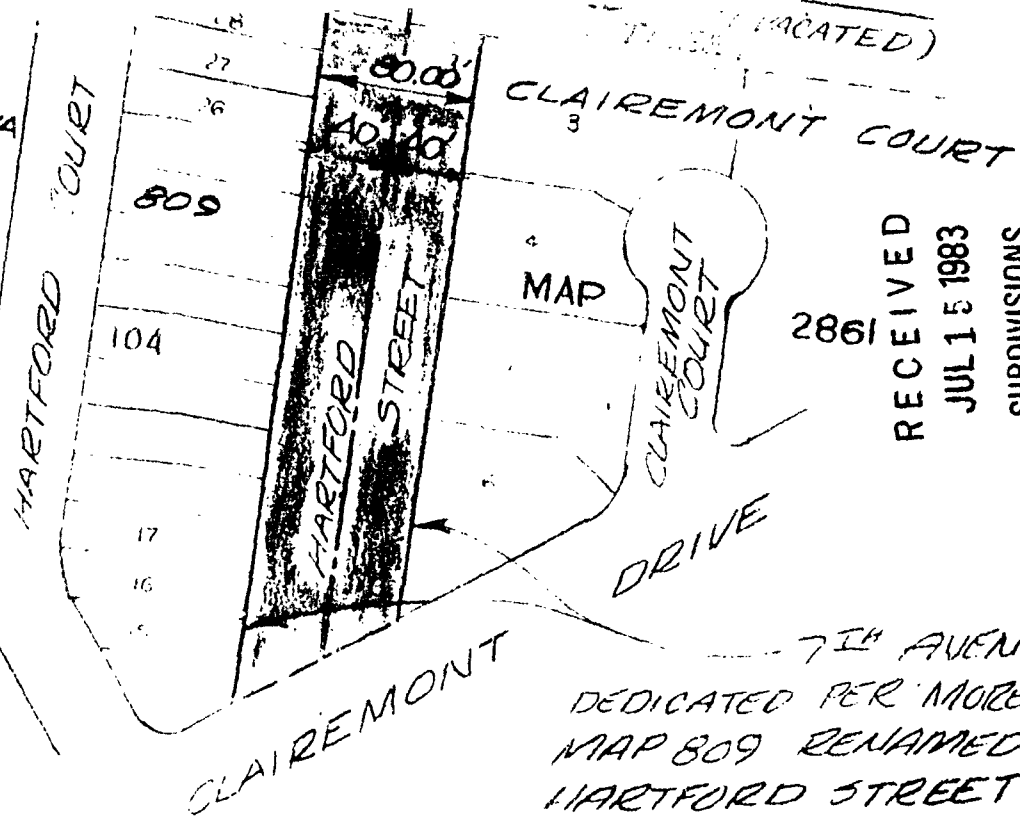 VACATED)
CLAIREMONT COURT
80.00'
40' 40'
18
27
26
3
HARTFORD COURT
809
4
MAP
CLAIREMONT
COURT
2861
RECEIVED
JUL 15 1983
SUBDIVISIONS
104
HARTFORD
STREET
17
16
CLAIREMONT DRIVE
7TH AVEN
DEDICATED PER MORE
MAP 809 RENAMED
HARTFORD STREET